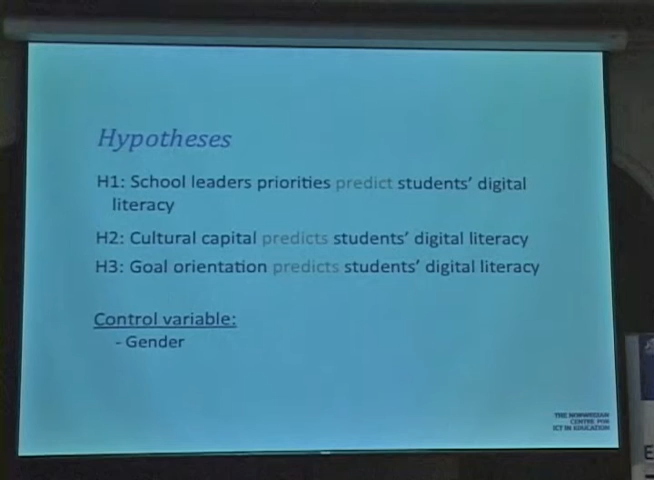 Hypotheses
H1: School leaders priorities predict students' digital
literacy
H2: Cultural capital predicts students' digital literacy
H3: Goal orientation predicts students' digital literacy
Control variable:
- Gender
THE NORWEGIAN
CENTRE FOR
ICT IN EDUCATION
E